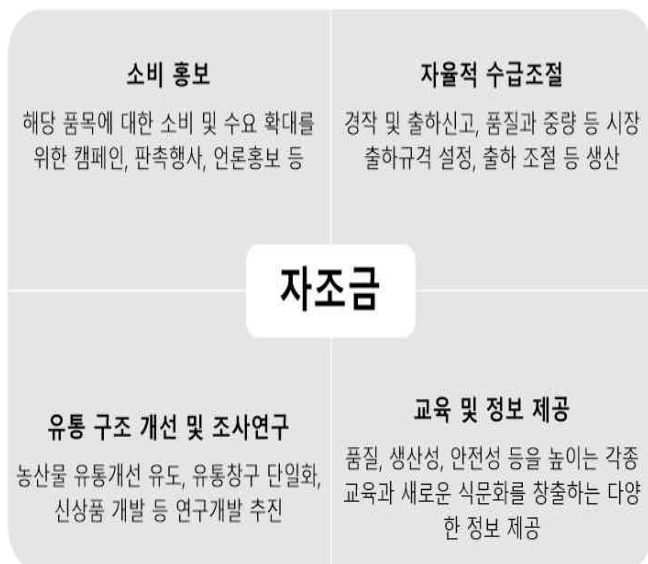 소비 홍보
해당 품목에 대한 소비 및 수요 확대를
위한 캠페인, 판촉행사, 언론홍보 등
자율적 수급조절
경작 및 출하신고, 품질과 중량 등 시장
출하규격 설정, 출하 조절 등 생산
자조금
유통 구조 개선 및 조사연구
농산물 유통개선 유도, 유통창구 단일화,
신상품 개발 등 연구개발 추진
교육 및 정보 제공
품질, 생산성, 안전성 등을 높이는 각종
교육과 새로운 식문화를 창출하는 다양
한 정보 제공